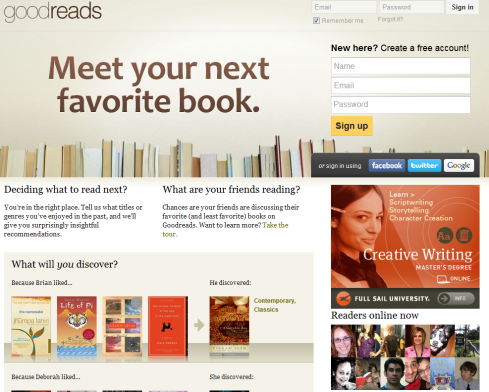 goodreads
Email
Password
Sign in
Remember me
Forgot it?
Meet your next
favorite book.
New here? Create a free account!
Name
Email
Password
Sign up
or sign in using
facebook
twitter
Google
Deciding what to read next?
You're in the right place. Tell us what titles or
genres you've enjoyed in the past, and we'll
give you surprisingly insightful
recommendations.
What are your friends reading?
Chances are your friends are discussing their
favorite (and least favorite) books on
Goodreads. Want to learn more? Take the
tour.
Learn >
Scriptwriting
Storytelling
Character Creation
Aa
Creative Writing
MASTER'S DEGREE
ONLINE
FULL SAIL UNIVERSITY.
INFO
What will you discover?
Because Brian liked...
He discovered:
jhumpa lahiri
Life of Pi
Contemporary,
Classics
Because Deborah liked...
She discovered:
Readers online now